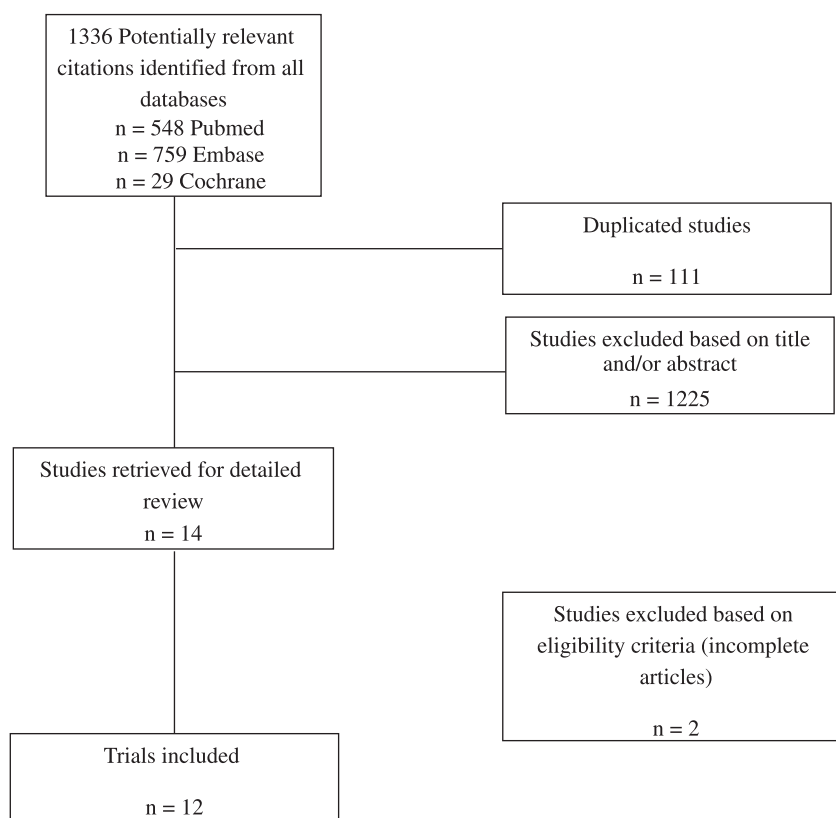 1336 Potentially relevant
citations identified from all
databases
n = 548 Pubmed
n = 759 Embase
n = 29 Cochrane
Duplicated studies
n = 111
Studies excluded based on title
and/or abstract
n = 1225
Studies retrieved for detailed
review
n = 14
Studies excluded based on
eligibility criteria (incomplete
articles)
n = 2
Trials included
n = 12